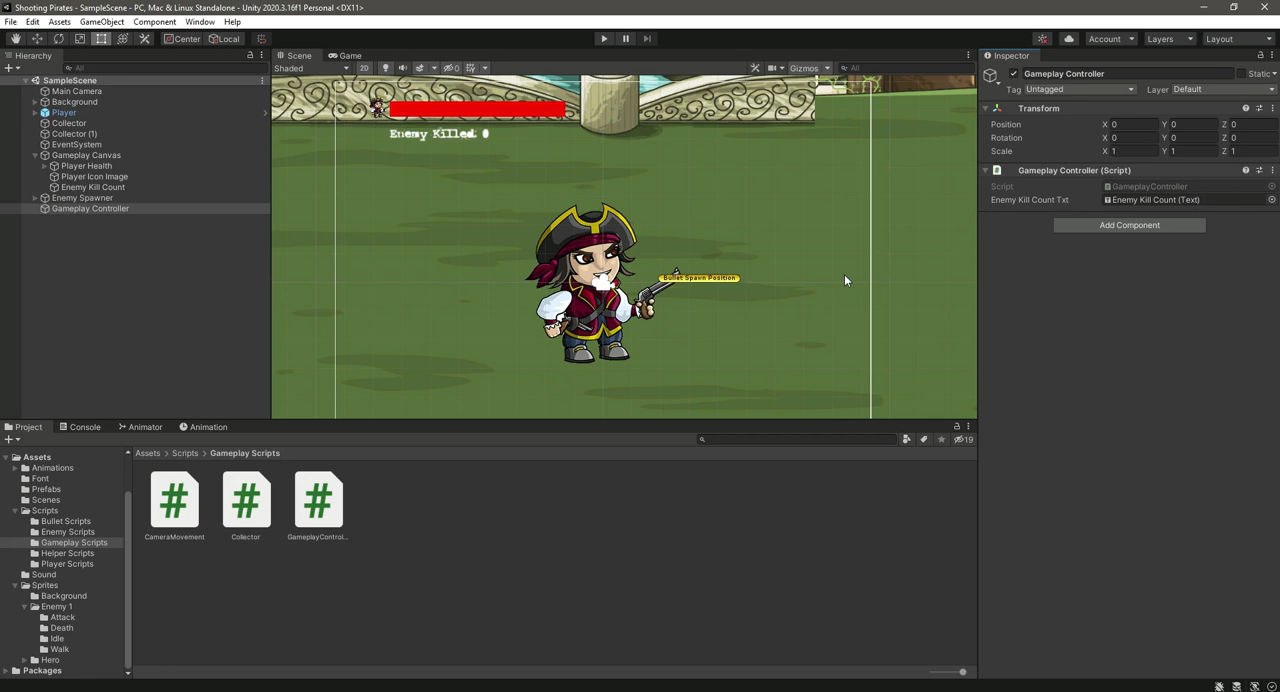 Shooting Pirates - SampleScene - PC, Mac & Linux Standalone - Unity 2020.3.16f1 Personal <DX11>
File Edit Assets GameObject Component Window Help
Center Local Account Layers Layout
Hierarchy
All
SampleScene
Main Camera
Background
Player
Collector
Collector (1)
EventSystem
Gameplay Canvas
Player Health
Player Icon Image
Enemy Kill Count
Enemy Spawner
Gameplay Controller
Scene Game
Shaded 2D 0 Gizmos All
Enemy Killed: 0
Bullet Spawn Position
Inspector
Gameplay Controller Static
Tag Untagged Layer Default
Transform
Position X 0 Y 0 Z 0
Rotation X 0 Y 0 Z 0
Scale X 1 Y 1 Z 1
Gameplay Controller (Script)
Script GameplayController
Enemy Kill Count Txt Enemy Kill Count (Text)
Add Component
Project Console Animator Animation
19
Assets
Animations
Font
Prefabs
Scenes
Scripts
Bullet Scripts
Enemy Scripts
Gameplay Scripts
Helper Scripts
Player Scripts
Sound
Sprites
Background
Enemy 1
Attack
Death
Idle
Walk
Hero
Packages
Assets > Scripts > Gameplay Scripts
CameraMovement Collector GameplayControl...